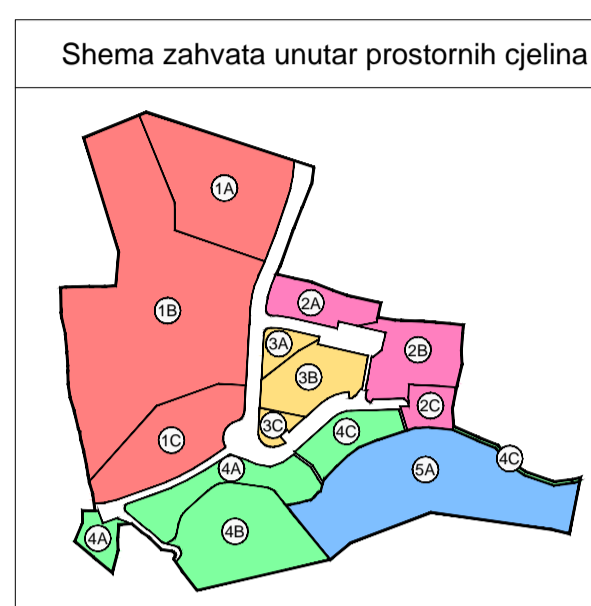 Shema zahvata unutar prostornih cjelina
1A
1B
2A
3A
2B
3B
2C
3C
4C
1C
4A
5A
4C
4B
4A